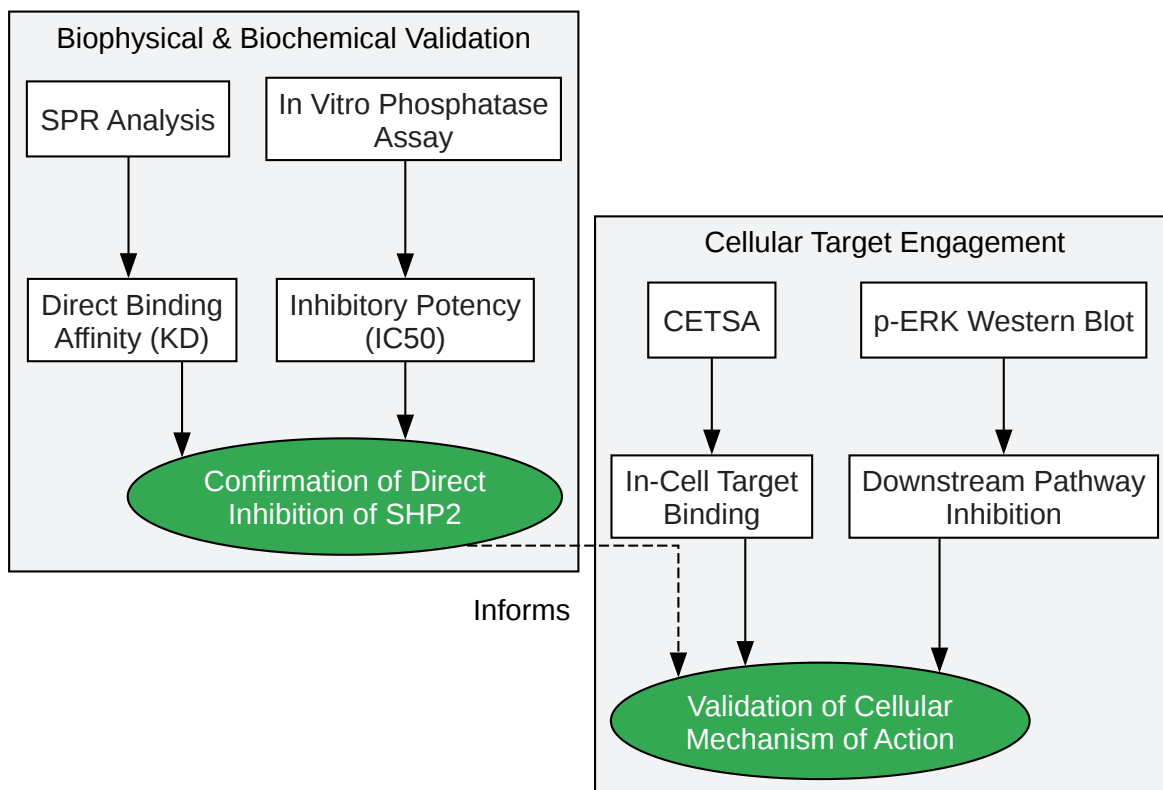 Biophysical & Biochemical Validation
SPR Analysis
In Vitro Phosphatase
Assay
Direct Binding
Affinity (KD)
Inhibitory Potency
(IC50)
Confirmation of Direct
Inhibition of SHP2
Informs
Cellular Target Engagement
CETSA
p-ERK Western Blot
In-Cell Target
Binding
Downstream Pathway
Inhibition
Validation of Cellular
Mechanism of Action